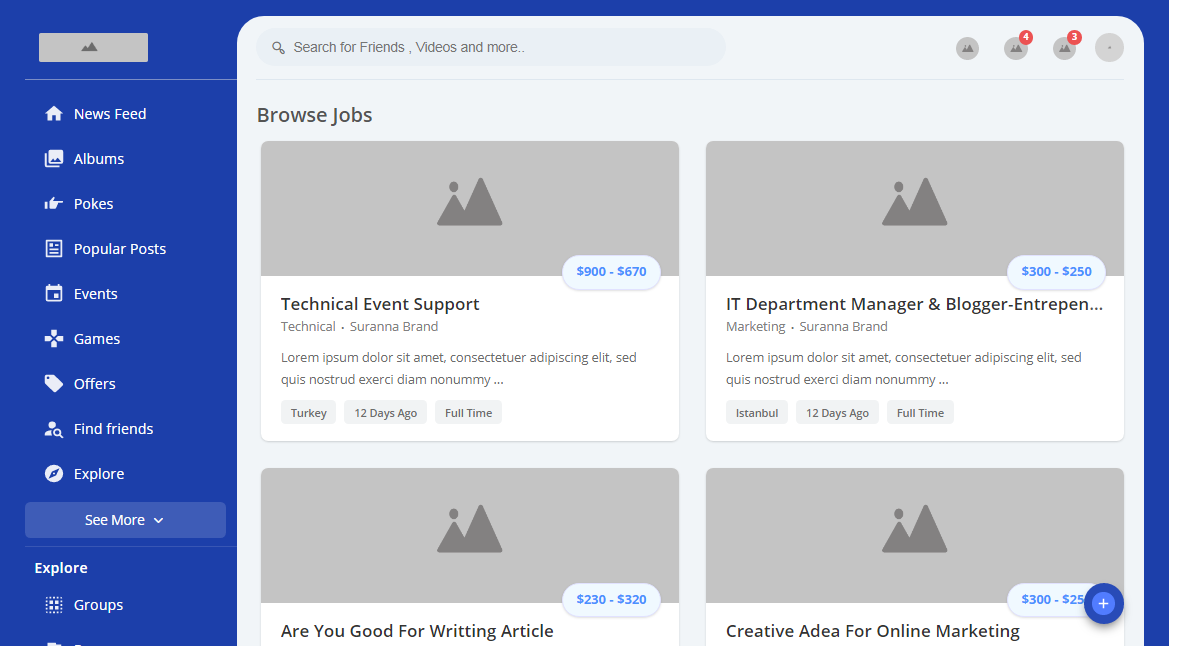 Search for Friends , Videos and more..
4
3
News Feed
Albums
Pokes
Popular Posts
Events
Games
Offers
Find friends
Explore
See More
Explore
Groups
Browse Jobs
$900 - $670
Technical Event Support
Technical • Suranna Brand
Lorem ipsum dolor sit amet, consectetuer adipiscing elit, sed
quis nostrud exerci diam nonummy ...
Turkey
12 Days Ago
Full Time
$300 - $250
IT Department Manager & Blogger-Entrepen...
Marketing • Suranna Brand
Lorem ipsum dolor sit amet, consectetuer adipiscing elit, sed
quis nostrud exerci diam nonummy ...
Istanbul
12 Days Ago
Full Time
$230 - $320
Are You Good For Writting Article
$300 - $25
Creative Adea For Online Marketing